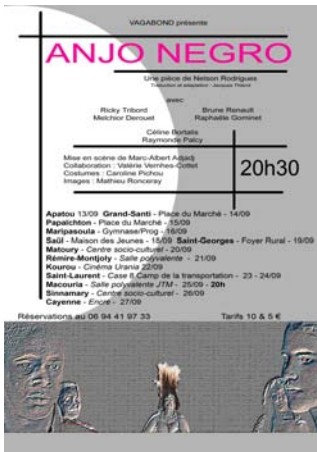 VAGABOND présente
ANJO NEGRO
Une pièce de Nelson Rodrigues
Traduction et adaptation : Jacques Thiériot
avec
Ricky Tribord
Brune Renault
Melchior Derouet
Raphaëlle Gominet
Céline Bortalis
Raymonde Palcy
Mise en scène de Marc-Albert Adjadj
Collaboration : Valérie Vernhes-Cottet
Costumes : Caroline Pichou
Images : Mathieu Ronceray
20h30
Apatou 13/09 Grand-Santi - Place du Marché - 14/09
Papaïchton - Place du Marché - 15/09
Maripasoula - Gymnase/Prog - 16/09
Saül - Maison des Jeunes - 18/09 Saint-Georges - Foyer Rural - 19/09
Matoury - Centre socio-culturel - 20/09
Rémire-Montjoly - Salle polyvalente - 21/09
Kourou - Cinéma Urania 22/09
Saint-Laurent - Case 8 Camp de la transportation - 23 - 24/09
Macouria - Salle polyvalente JTM - 25/09 - 20h
Sinnamary - Centre socio-culturel - 26/09
Cayenne - Encre - 27/09
Réservations au 06 94 41 97 33
Tarifs 10 & 5 €